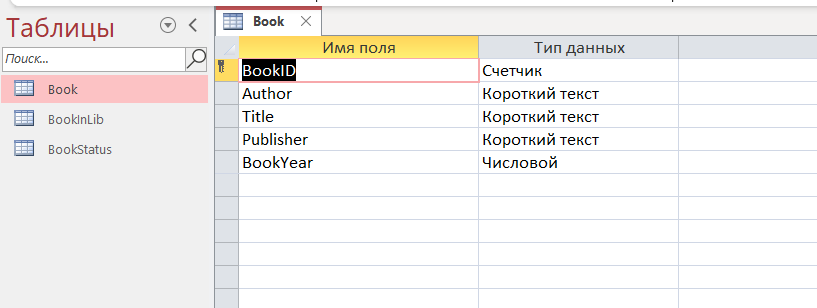 Таблицы
Поиск...
Book
BookInLib
BookStatus
Book
Имя поля Тип данных
BookID Счетчик
Author Короткий текст
Title Короткий текст
Publisher Короткий текст
BookYear Числовой